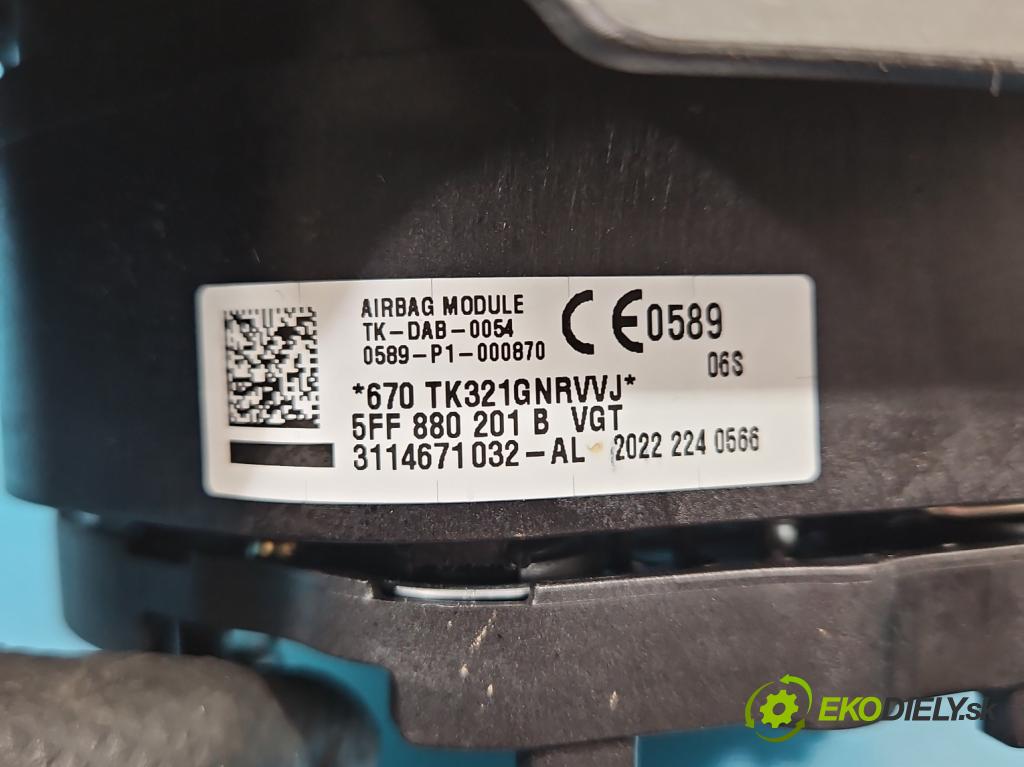 AIRBAG MODULE
TK-DAB-0054
0589-P1-000870
CE 0589
06S
*670 TK321GNRVVJ*
5FF 880 201 B VGT
3114671032-AL 2022 224 0566
EKODIELY.sk